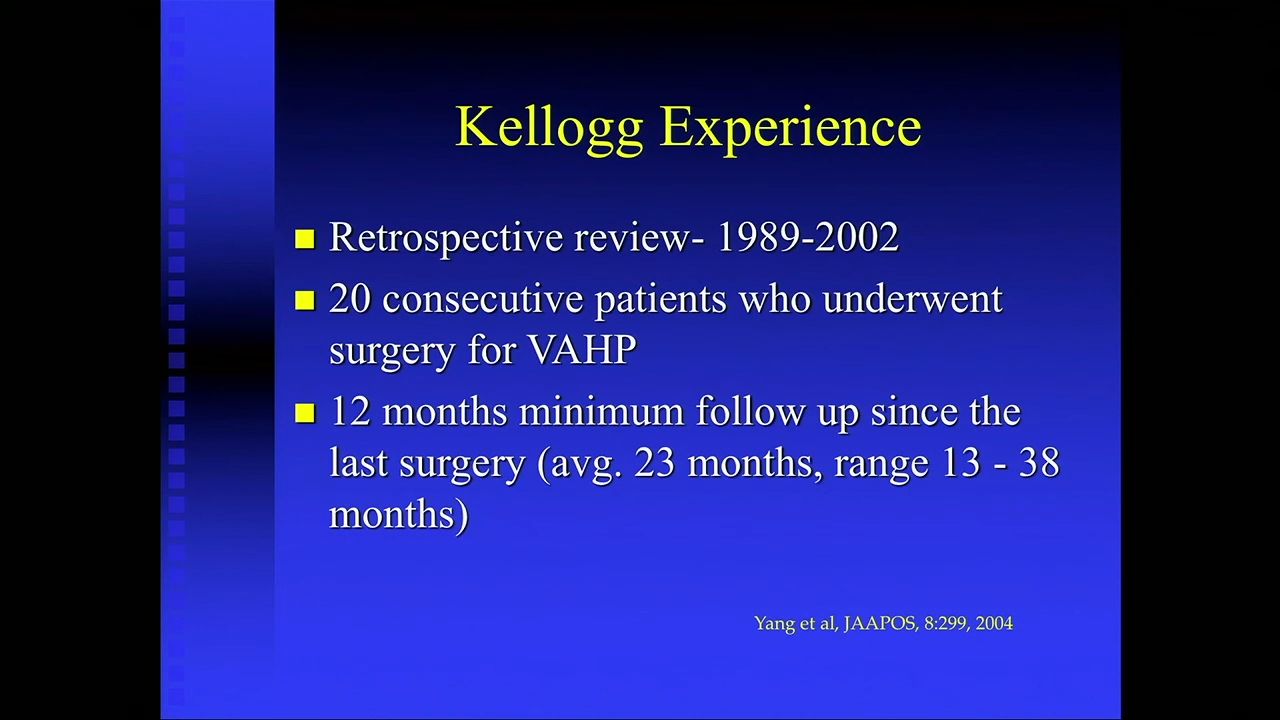 Kellogg Experience
Retrospective review- 1989-2002
20 consecutive patients who underwent
surgery for VAHP
12 months minimum follow up since the
last surgery (avg. 23 months, range 13 - 38
months)
Yang et al, JAAPOS, 8:299, 2004